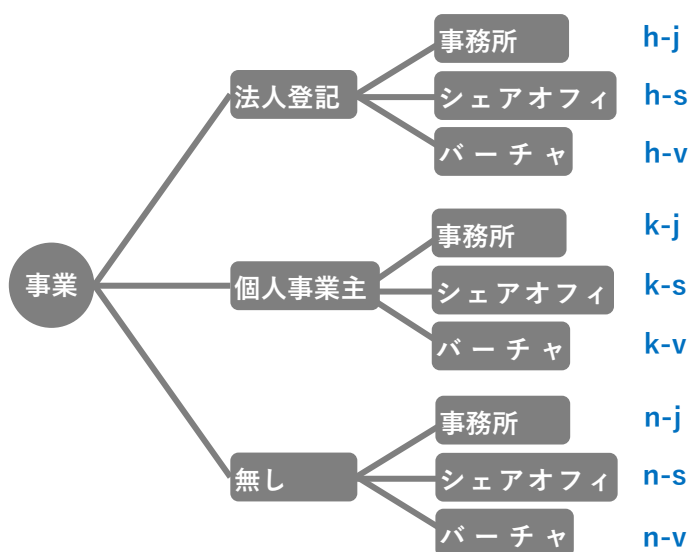 事務所 h-j
法人登記 シェアオフィ h-s
バーチャ h-v
事務所 k-j
事業 個人事業主 シェアオフィ k-s
バーチャ k-v
事務所 n-j
無し シェアオフィ n-s
バーチャ n-v